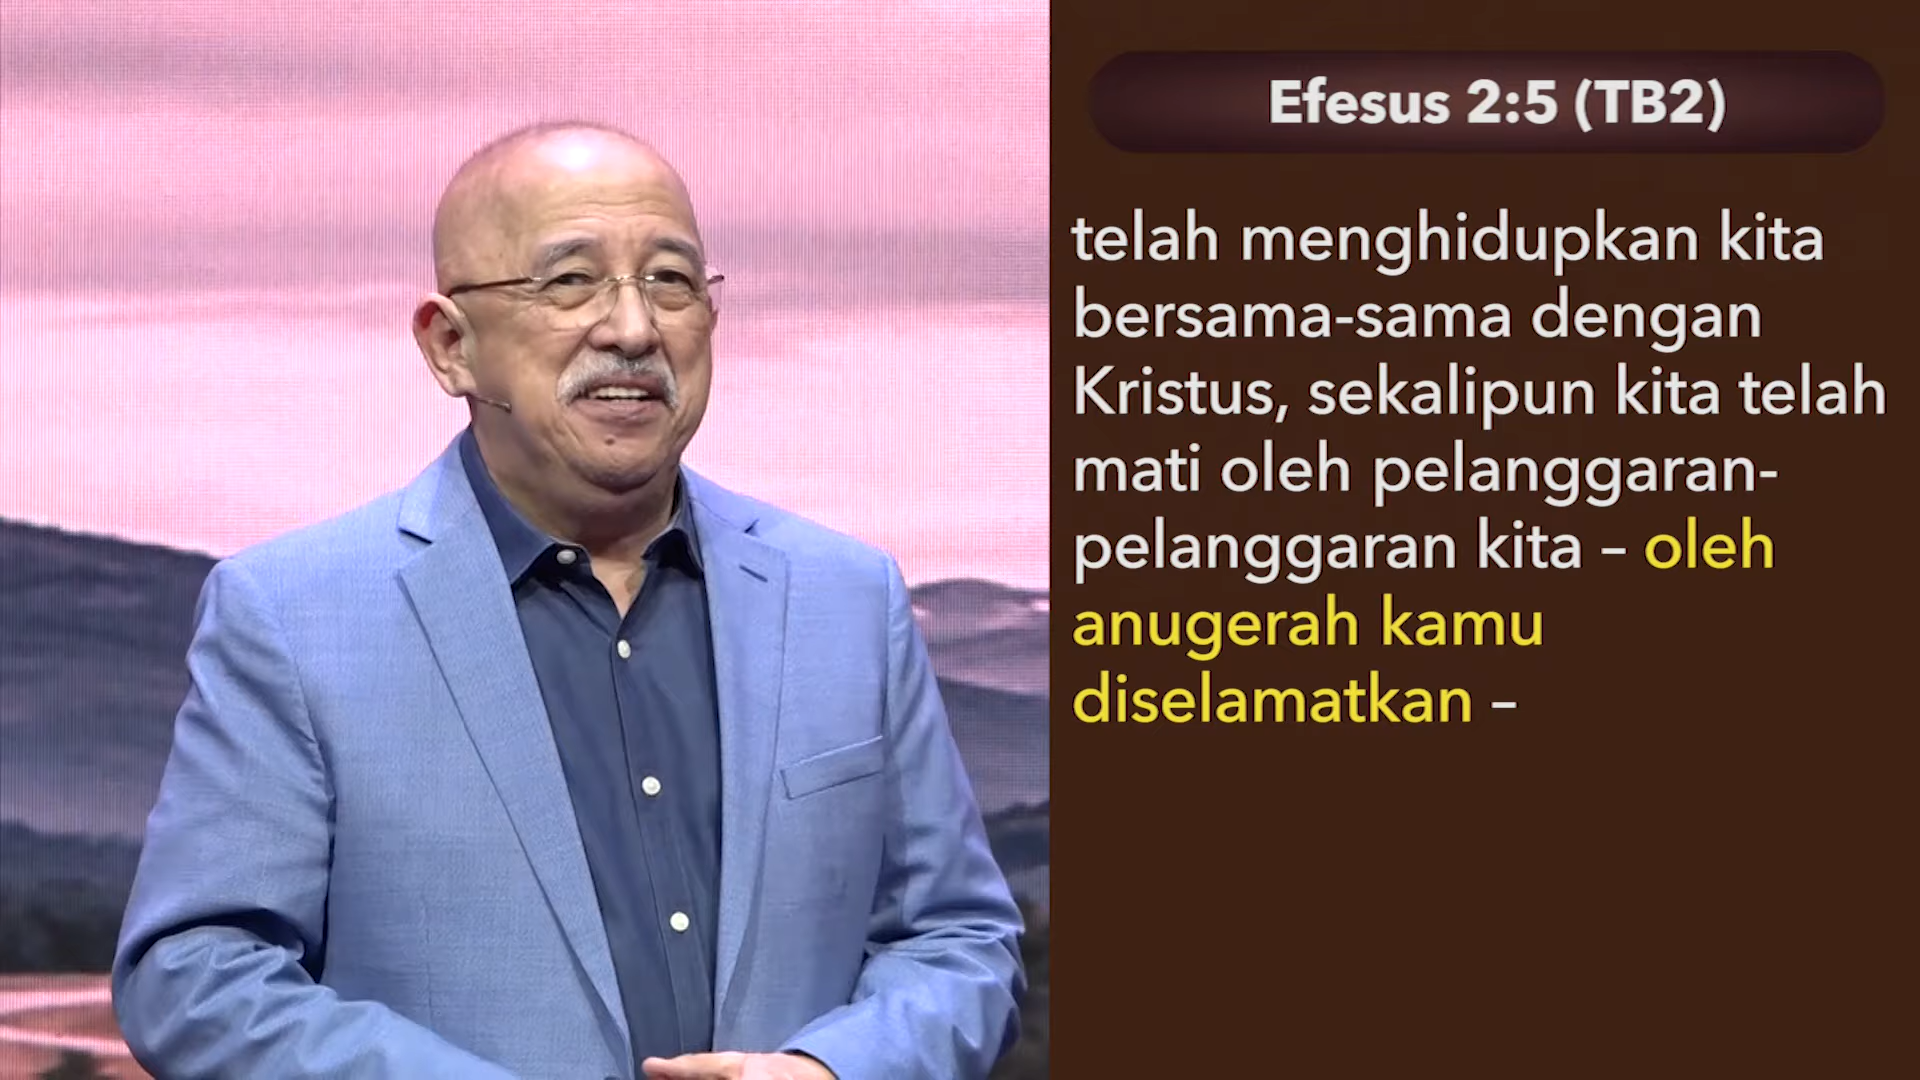 Efesus 2:5 (TB2)
telah menghidupkan kita
bersama-sama dengan
Kristus, sekalipun kita telah
mati oleh pelanggaran-
pelanggaran kita – oleh
anugerah kamu
diselamatkan –